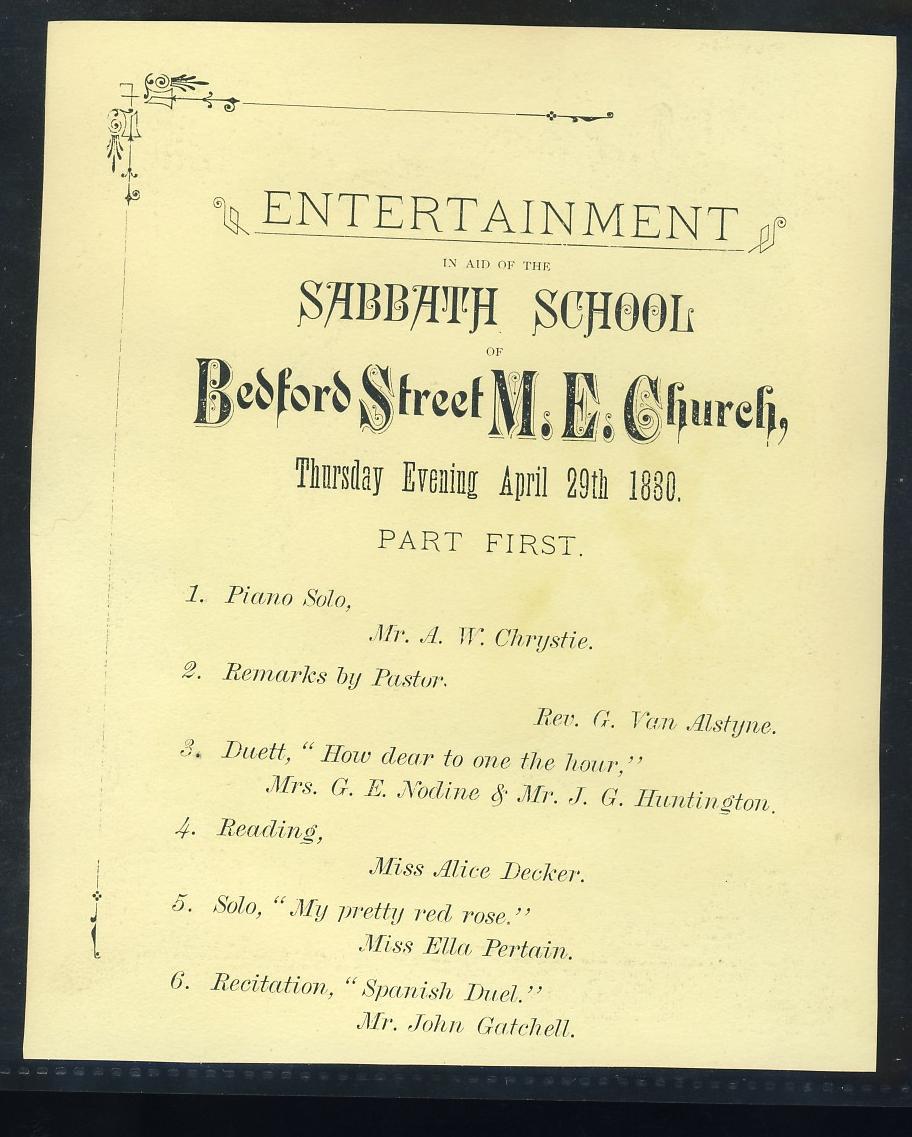 ENTERTAINMENT
IN AID OF THE
SABBATH SCHOOL
OF
Bedford Street M. E. Church,
Thursday Evening April 29th 1880.
PART FIRST.
1. Piano Solo,
Mr. A. W. Chrystie.
2. Remarks by Pastor.
Rev. G. Van Alstyne.
3. Duett, “How dear to one the hour,”
Mrs. G. E. Nodine & Mr. J. G. Huntington.
4. Reading,
Miss Alice Decker.
5. Solo, “My pretty red rose.”
Miss Ella Pertain.
6. Recitation, “Spanish Duel.”
Mr. John Gatchell.